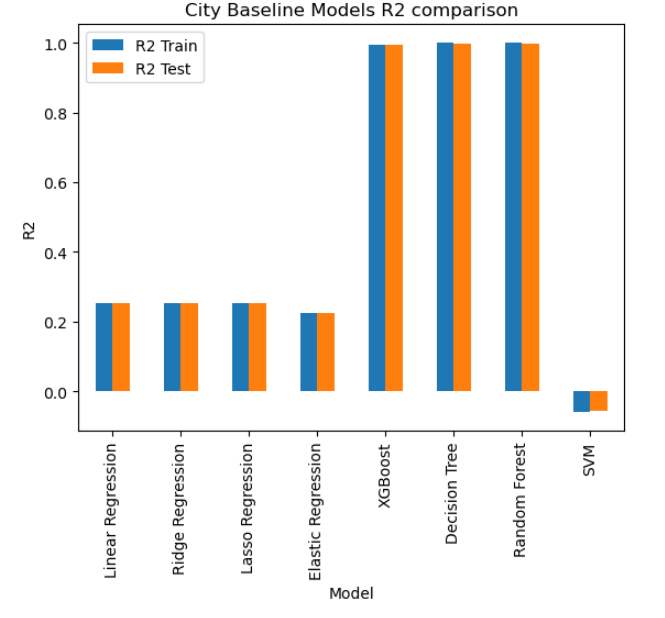 City Baseline Models R2 comparison
R2 Train
R2 Test
1.0
0.8
0.6
0.4
0.2
0.0
R2
Linear Regression
Ridge Regression
Lasso Regression
Elastic Regression
XGBoost
Decision Tree
Random Forest
SVM
Model